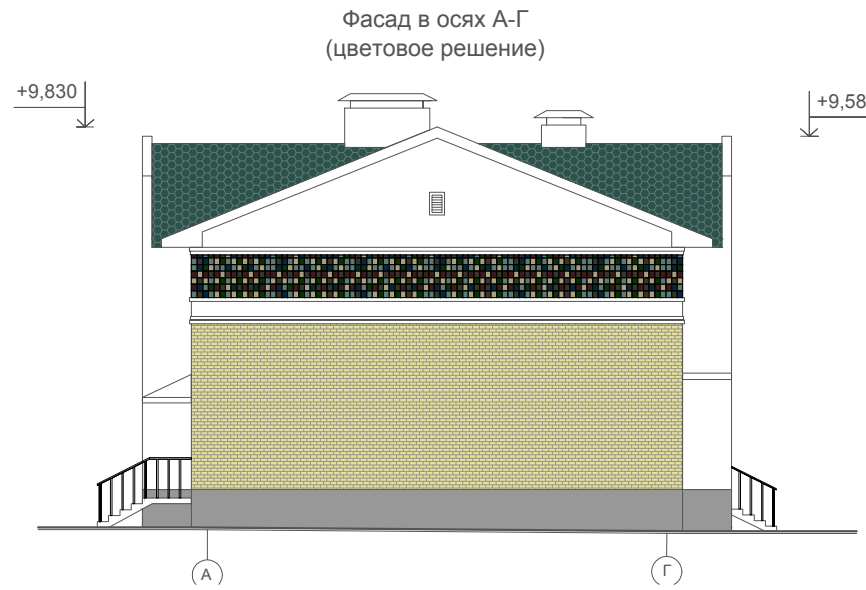 Фасад в осях А-Г
(цветовое решение)
+9,830
+9,58
А
Г